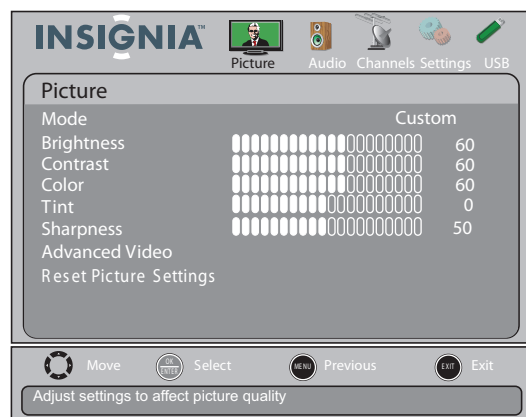 INSIGNIA™
Picture Audio Channels Settings USB
Picture
Mode Custom
Brightness 60
Contrast 60
Color 60
Tint 0
Sharpness 50
Advanced Video
Reset Picture Settings
Move OK ENTER Select MENU Previous EXIT Exit
Adjust settings to affect picture quality